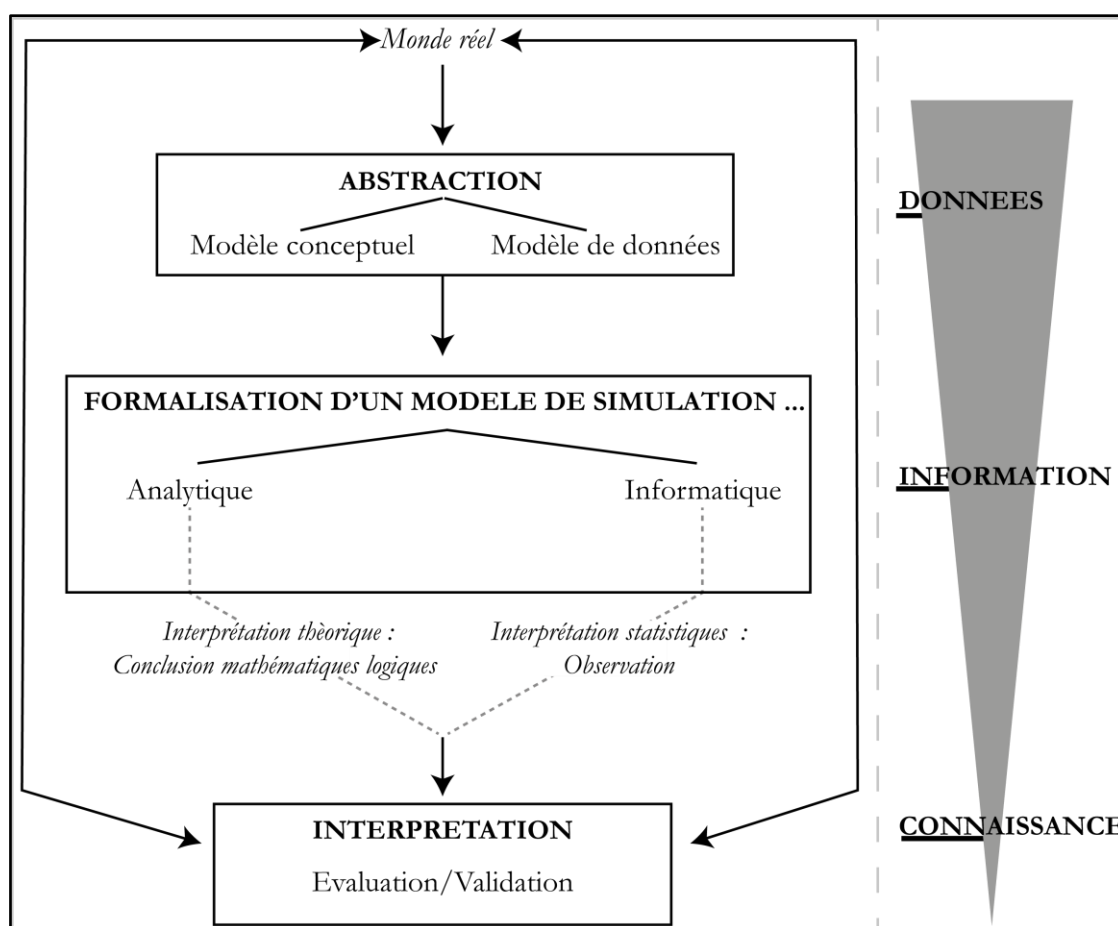 Monde réel
ABSTRACTION
Modèle conceptuel
Modèle de données
FORMALISATION D'UN MODELE DE SIMULATION ...
Analytique
Informatique
Interprétation thèorique :
Conclusion mathématiques logiques
Interprétation statistiques :
Observation
INTERPRETATION
Evaluation/Validation
DONNEES
INFORMATION
CONNAISSANCE